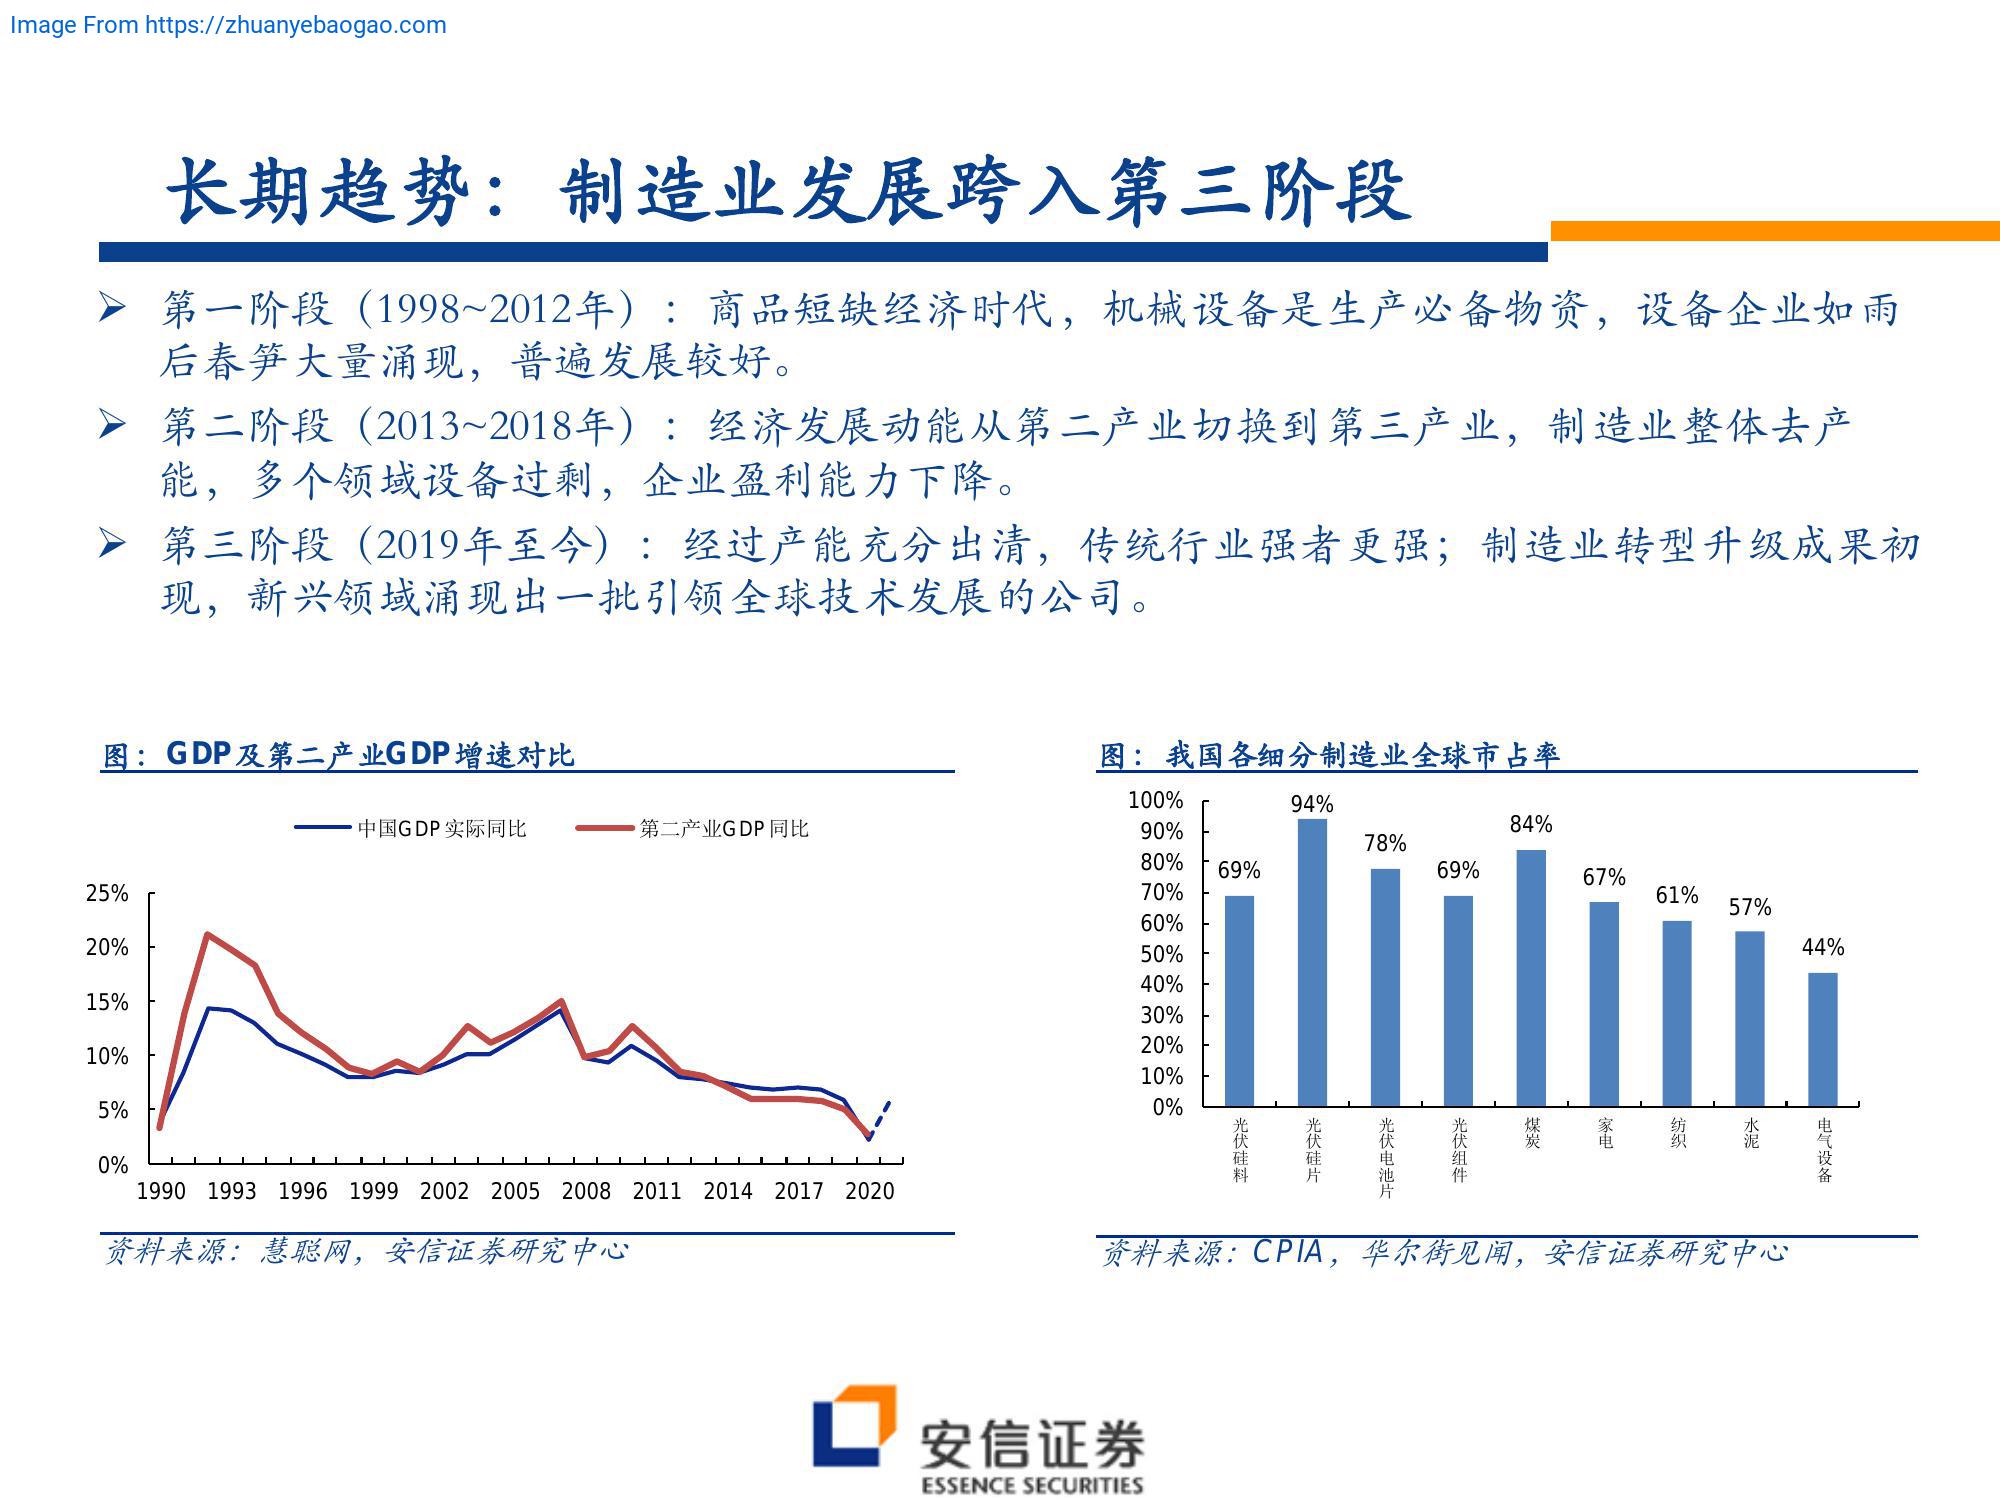 Image From https://zhuanyebaogao.com
长期趋势：制造业发展跨入第三阶段
➢ 第一阶段（1998~2012年）：商品短缺经济时代，机械设备是生产必备物资，设备企业如雨
后春笋大量涌现，普遍发展较好。
➢ 第二阶段（2013~2018年）：经济发展动能从第二产业切换到第三产业，制造业整体去产
能，多个领域设备过剩，企业盈利能力下降。
➢ 第三阶段（2019年至今）：经过产能充分出清，传统行业强者更强；制造业转型升级成果初
现，新兴领域涌现出一批引领全球技术发展的公司。
图：GDP及第二产业GDP增速对比
中国GDP实际同比 第二产业GDP同比
25%
20%
15%
10%
5%
0%
1990 1993 1996 1999 2002 2005 2008 2011 2014 2017 2020
资料来源：慧聪网，安信证券研究中心
图：我国各细分制造业全球市占率
100%
90%
80%
70%
60%
50%
40%
30%
20%
10%
0%
69% 94% 78% 69% 84% 67% 61% 57% 44%
光伏硅料 光伏硅片 光伏电池片 光伏组件 煤炭 家电 纺织 水泥 电气设备
资料来源：CPIA，华尔街见闻，安信证券研究中心
安信证券
ESSENCE SECURITIES